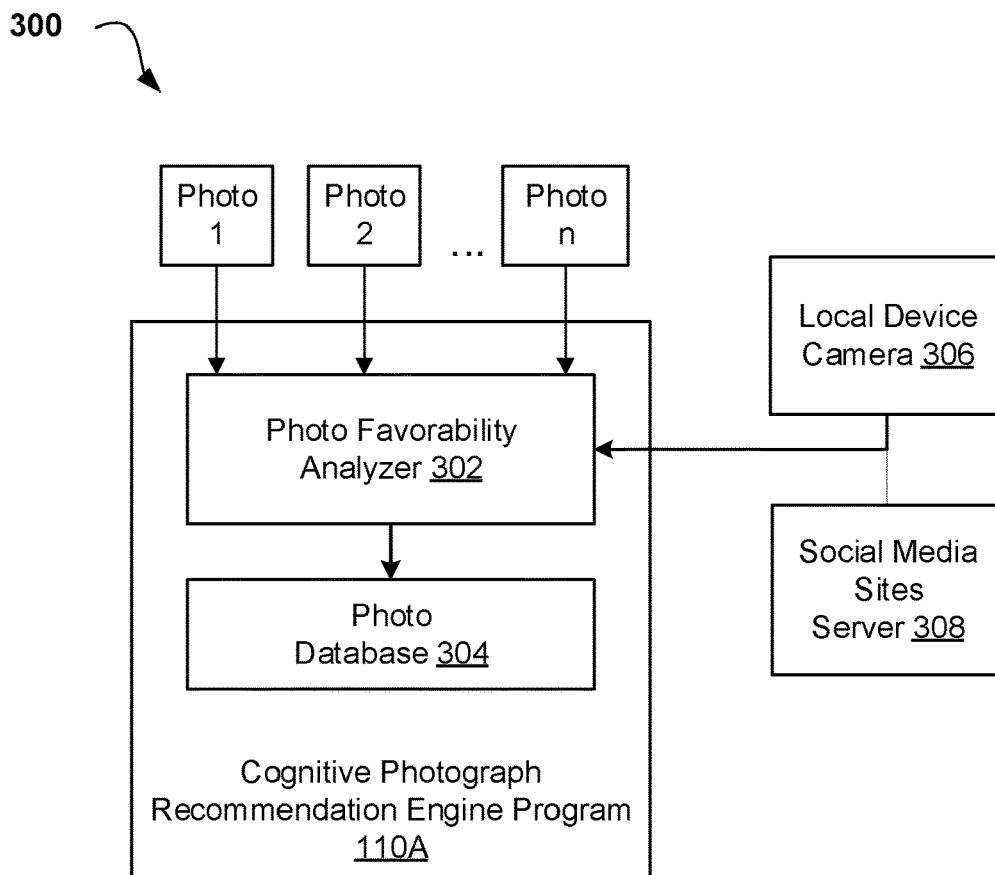 300
Photo
1
Photo
2
...
Photo
n
Local Device
Camera 306
Photo Favorability
Analyzer 302
Social Media
Sites
Server 308
Photo
Database 304
Cognitive Photograph
Recommendation Engine Program
110A